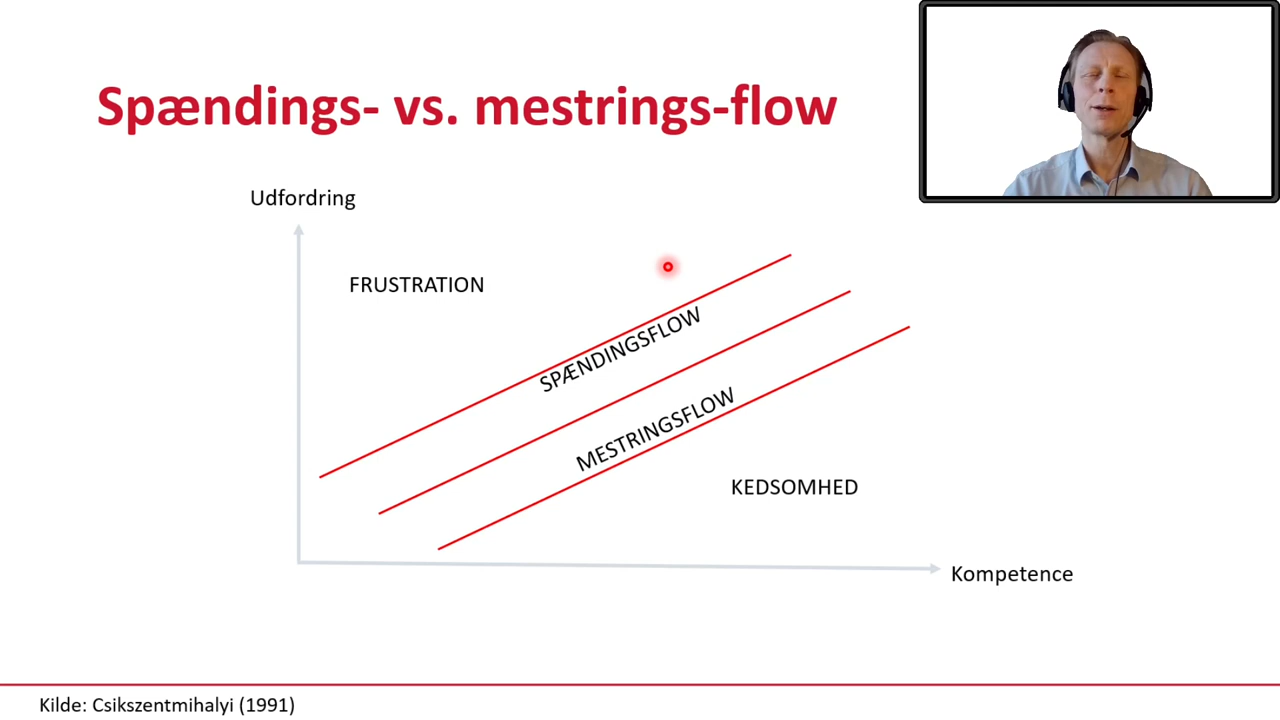 Spændings- vs. mestrings-flow
Udfordring
FRUSTRATION
SPÆNDINGSFLOW
MESTRINGSFLOW
KEDSOMHED
Kompetence
Kilde: Csikszentmihalyi (1991)